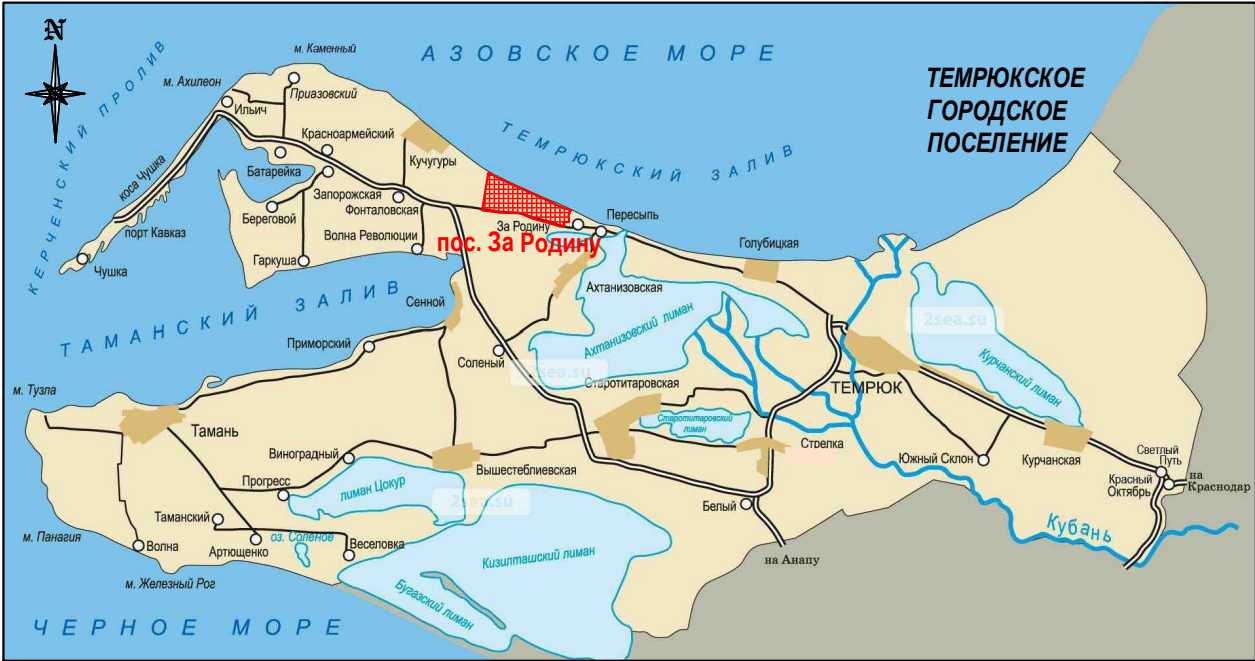 N
м. Каменный
АЗОВСКОЕ МОРЕ
ТЕМРЮКСКОЕ
ГОРОДСКОЕ
ПОСЕЛЕНИЕ
КЕРЧЕНСКИЙ ПРОЛИВ
м. Ахилеон
Приазовский
Ильич
Красноармейский
ТЕМРЮКСКИЙ ЗАЛИВ
Кучугуры
коса Чушка
Батарейка
Запорожская
Фонталовская
Береговой
За Родину
Пересыпь
порт Кавказ
Волна Революции
пос. За Родину
Голубицкая
Чушка
Гаркуша
Ахтанизовская
Сенной
ТАМАНСКИЙ ЗАЛИВ
2sea.su
Приморский
Соленый
Ахтанизовский лиман
Курчанский лиман
2sea.su
Старотитаровская
ТЕМРЮК
м. Тузла
Тамань
Старотитаровский
лиман
Стрелка
Виноградный
Вышестеблиевская
Южный Склон
Курчанская
Светлый
Путь
Прогресс
лиман Цокур
Красный
Октябрь
на
Краснодар
2sea.su
Белый
Таманский
Кубань
м. Панагия
Волна
Артющенко
оз. Соленое
Веселовка
Кизилташский лиман
на Анапу
м. Железный Рог
Бугазский лиман
ЧЕРНОЕ МОРЕ